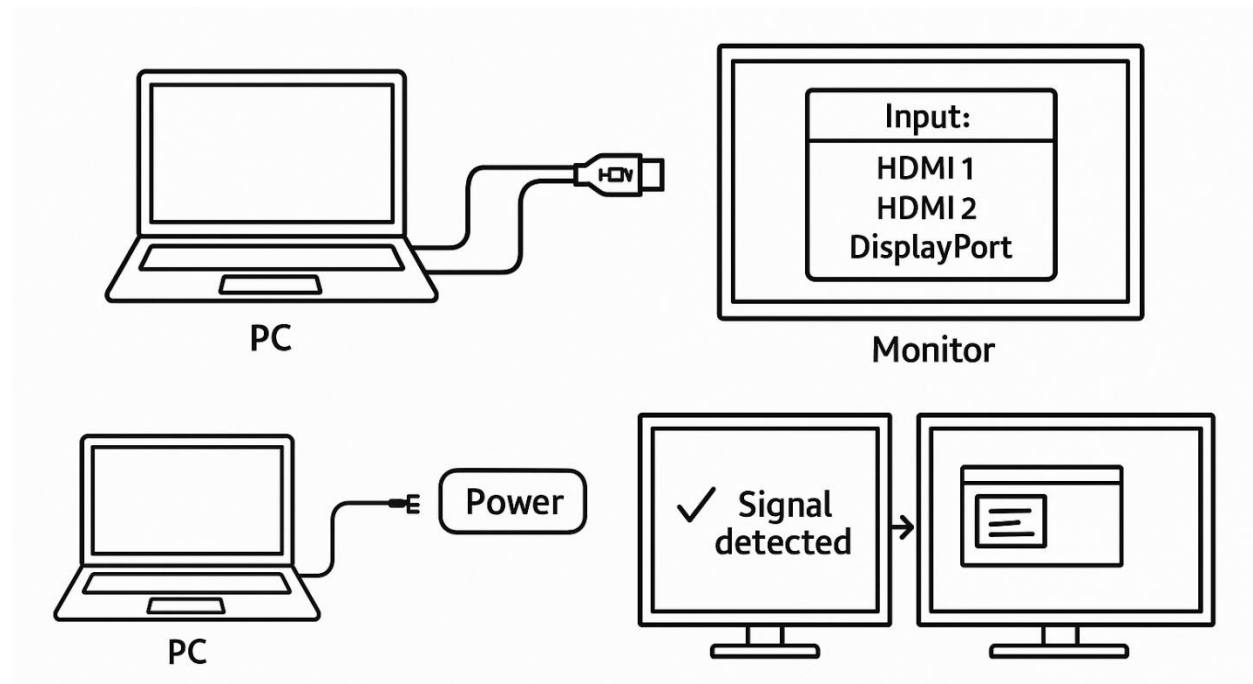 Input:
HDMI 1
HDMI 2
DisplayPort
PC
Monitor
Power
✓ Signal
detected
PC